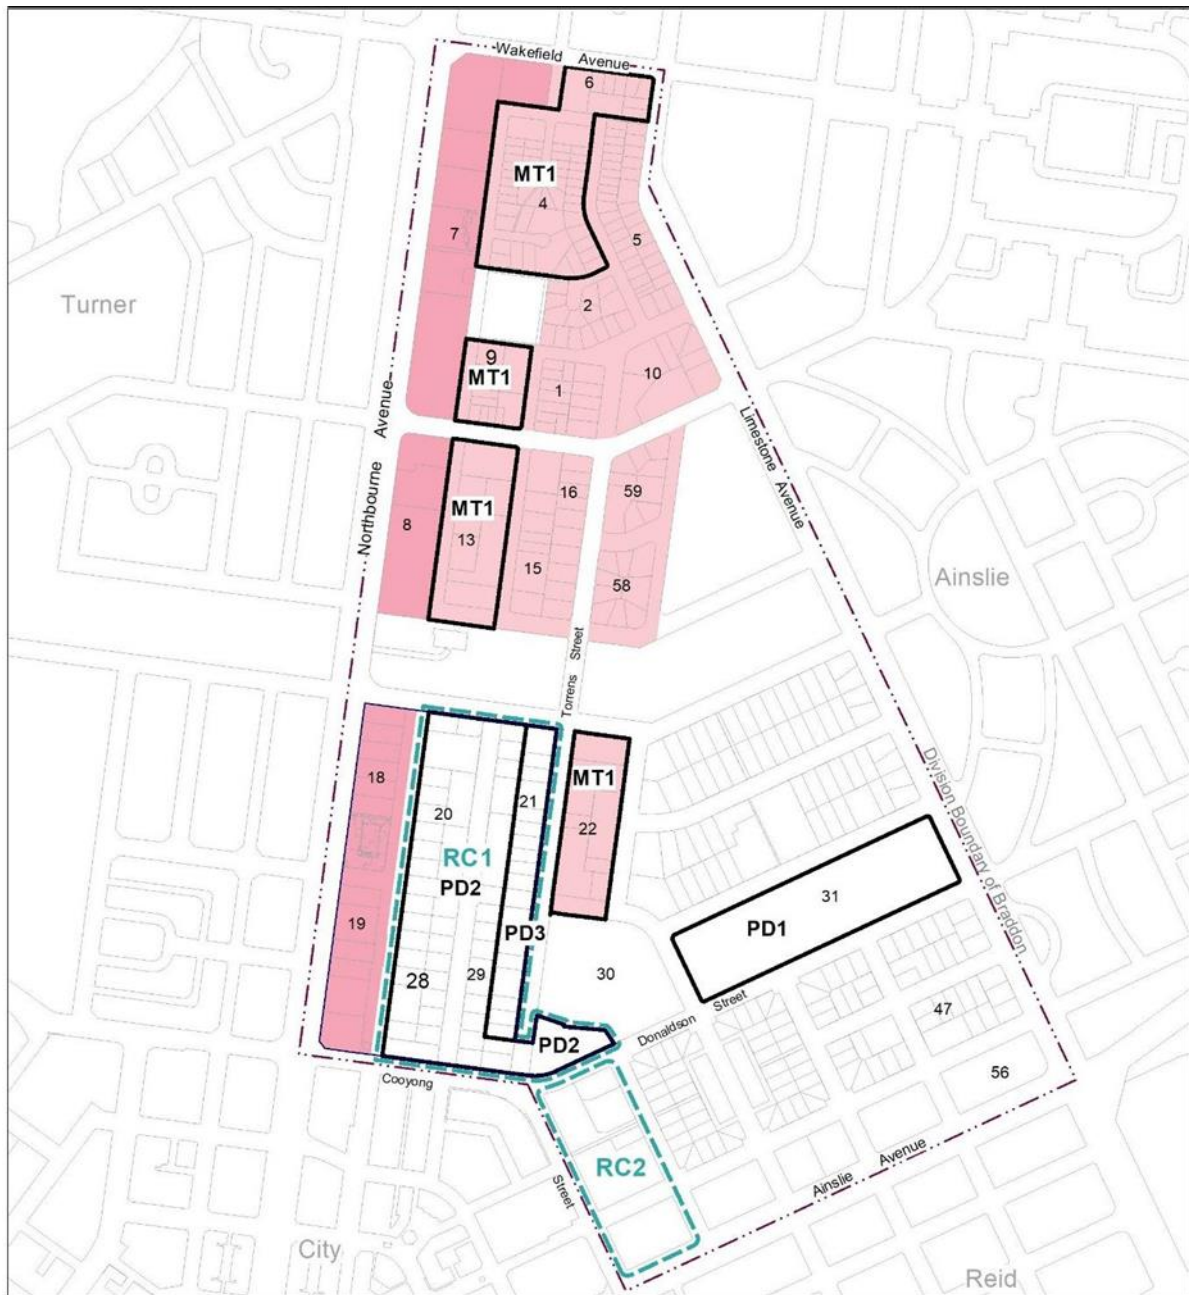 Wakefield Avenue
6
MT1
4
7
5
Turner
2
9
MT1
10
1
Northbourne Avenue
Limestone Avenue
16
59
MT1
8
13
15
58
Ainslie
Torrens Street
18
MT1
21
20
22
RC1
PD2
Division Boundary of Braddon
31
19
PD3
PD1
28
29
30
Donaldson Street
47
PD2
56
Cooyong Street
RC2
Ainslie Avenue
City
Reid